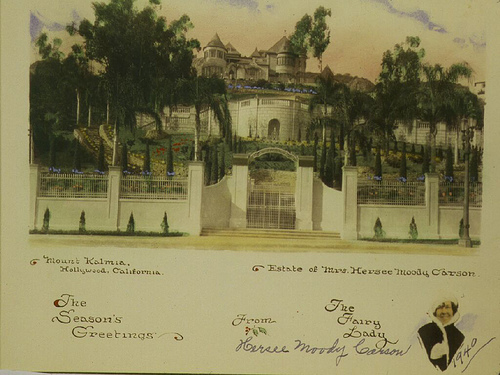 Mount Kalmia,
Hollywood, California.
Estate of Mrs. Hersee Moody Carson.
The
Season's
Greetings
From
The
Fairy
Lady
Hersee Moody Carson
1940